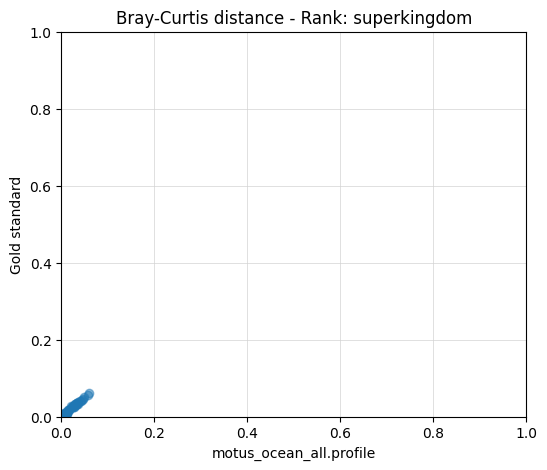 Bray-Curtis distance - Rank: superkingdom
1.0
0.8
0.6
0.4
0.2
0.0
Gold standard
0.0 0.2 0.4 0.6 0.8 1.0
motus_ocean_all.profile